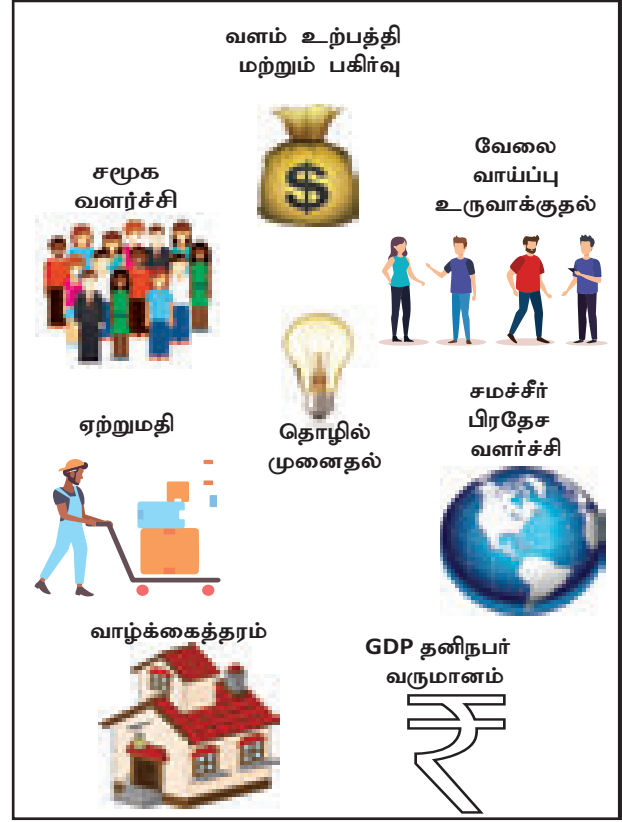 வளம் உற்பத்தி
மற்றும் பகிர்வு
$
சமூக
வளர்ச்சி
வேலை
வாய்ப்பு
உருவாக்குதல்
ஏற்றுமதி
தொழில்
முனைதல்
சமச்சீர்
பிரதேச
வளர்ச்சி
வாழ்க்கைத்தரம்
GDP தனிநபர்
வருமானம்
₹